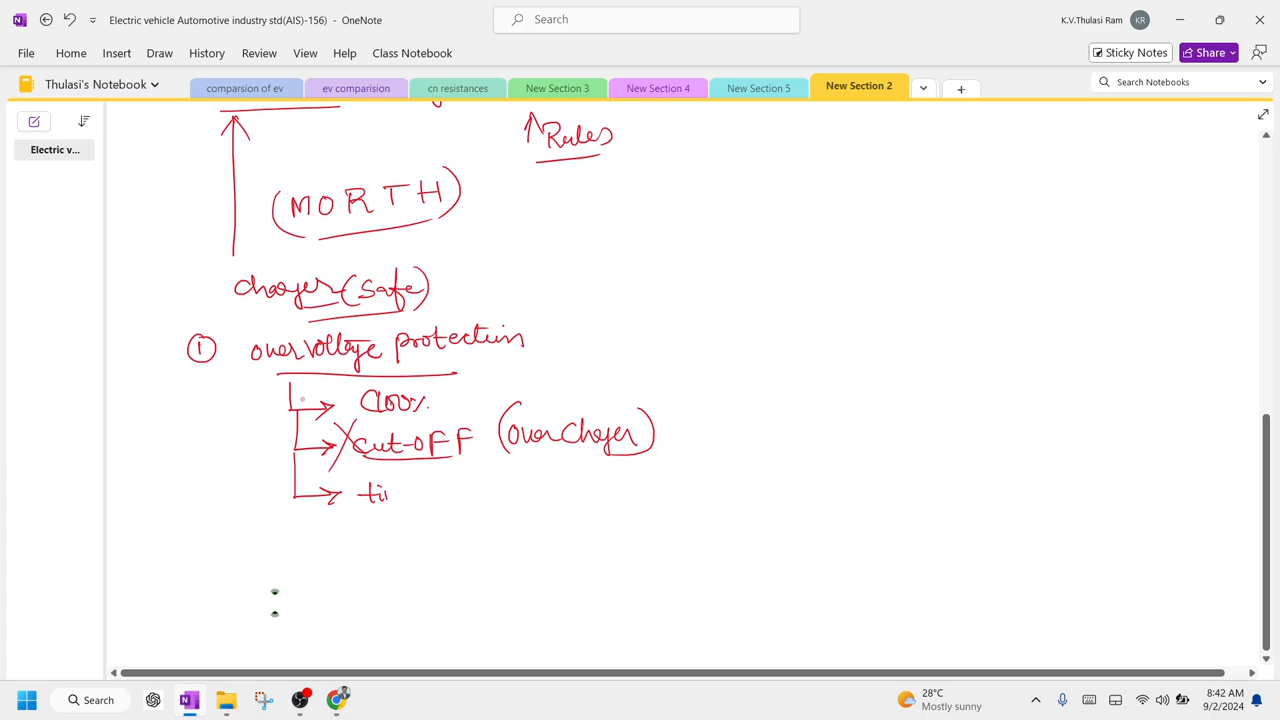 Electric vehicle Automotive industry std(AIS)-156) - OneNote
Search
K.V.Thulasi Ram
KR
File Home Insert Draw History Review View Help Class Notebook
Sticky Notes
Share
Thulasi's Notebook
comparsion of ev
ev comparision
cn resistances
New Section 3
New Section 4
New Section 5
New Section 2
Search Notebooks
Electric v...
Rules
(MORTH)
(safe)
① overvoltage protection
100%
cut-off
ti
Search
28°C
Mostly sunny
8:42 AM
9/2/2024